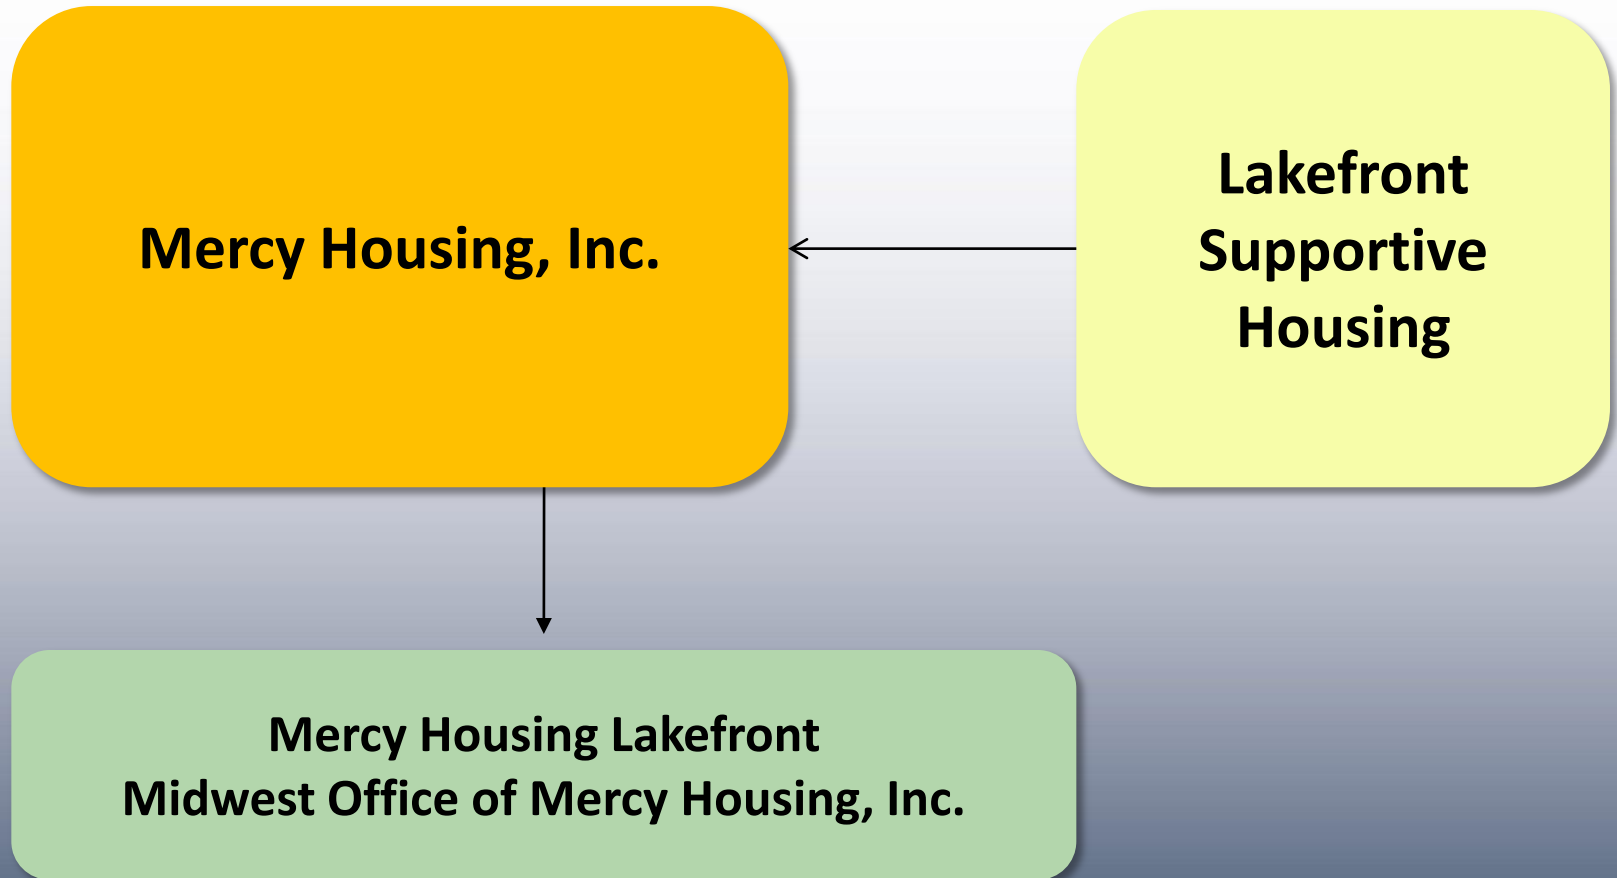 Mercy Housing, Inc.
Lakefront
Supportive
Housing
Mercy Housing Lakefront
Midwest Office of Mercy Housing, Inc.